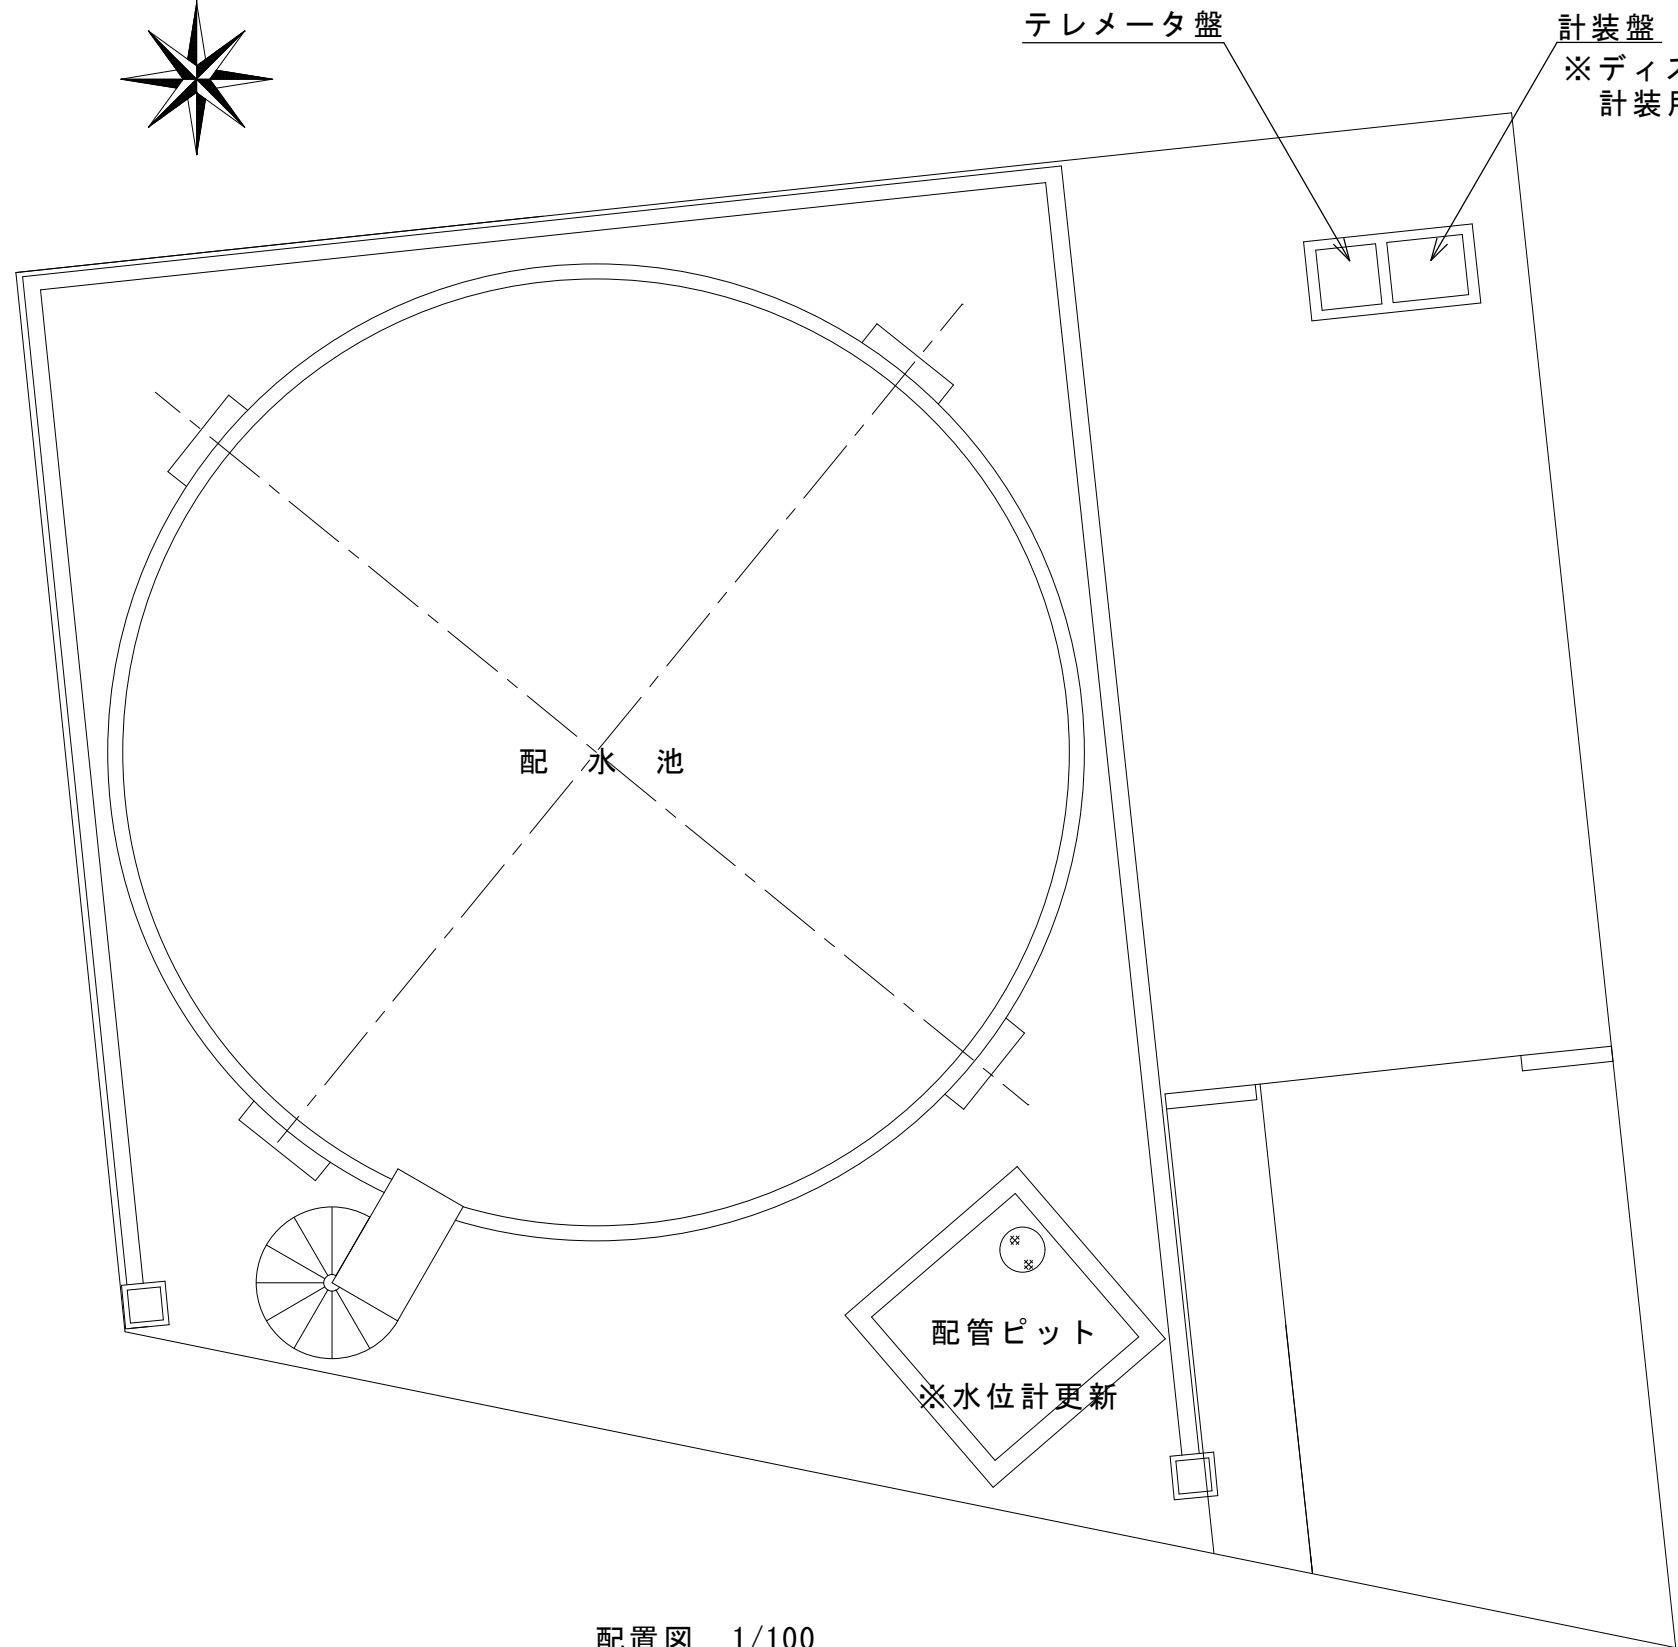 テレメータ盤
計装盤
※ディス
計装用
配　水　池
配管ピット
※水位計更新
配置図　1/100